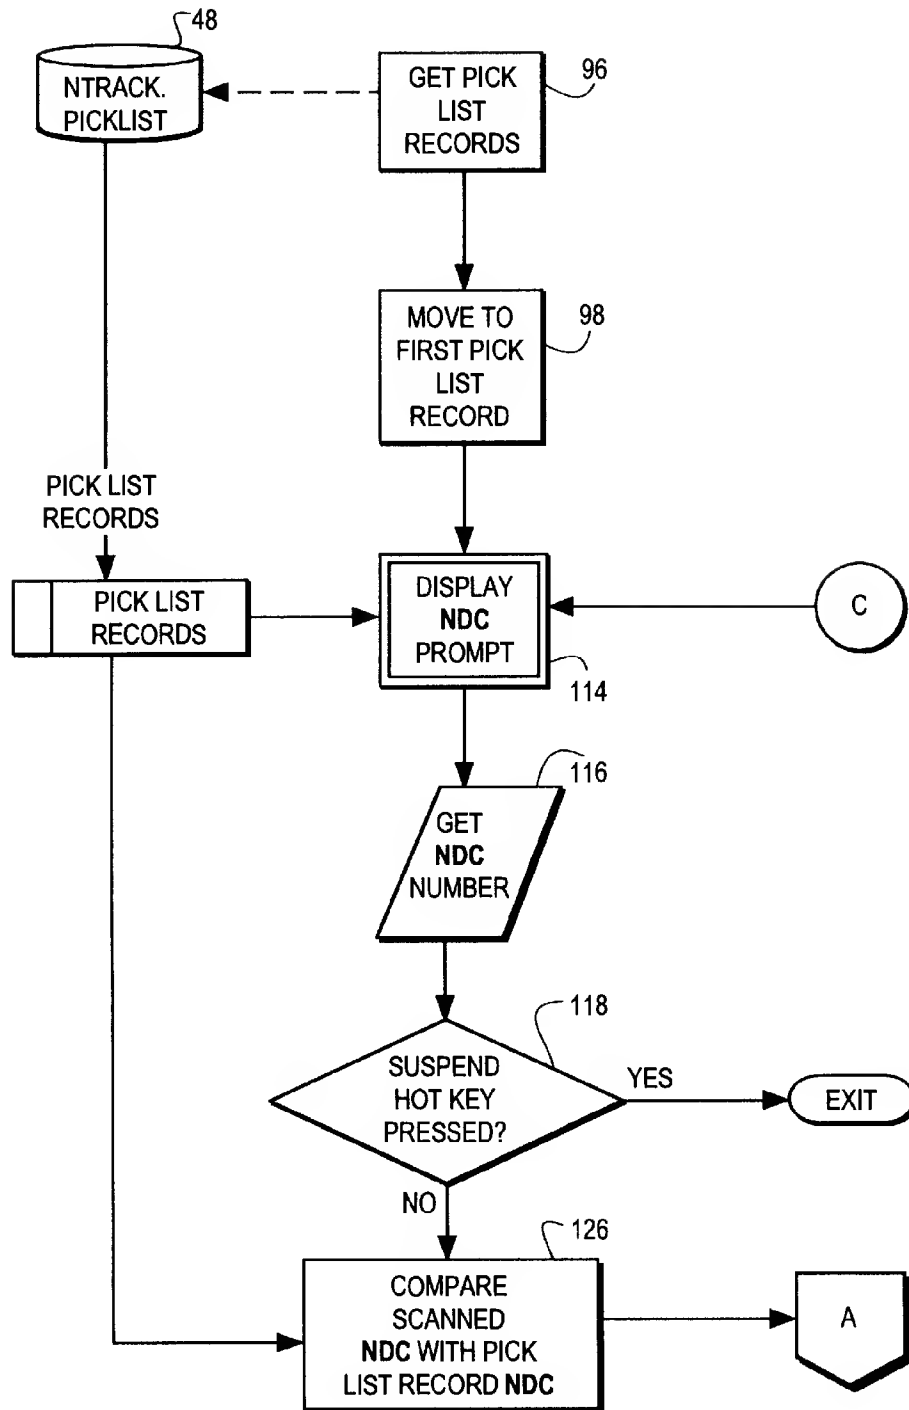 48
NTRACK.
PICKLIST
GET PICK
LIST
RECORDS
96
MOVE TO
FIRST PICK
LIST
RECORD
98
PICK LIST
RECORDS
PICK LIST
RECORDS
DISPLAY
NDC
PROMPT
114
C
116
GET
NDC
NUMBER
118
SUSPEND
HOT KEY
PRESSED?
YES
EXIT
NO
126
COMPARE
SCANNED
NDC WITH PICK
LIST RECORD NDC
A